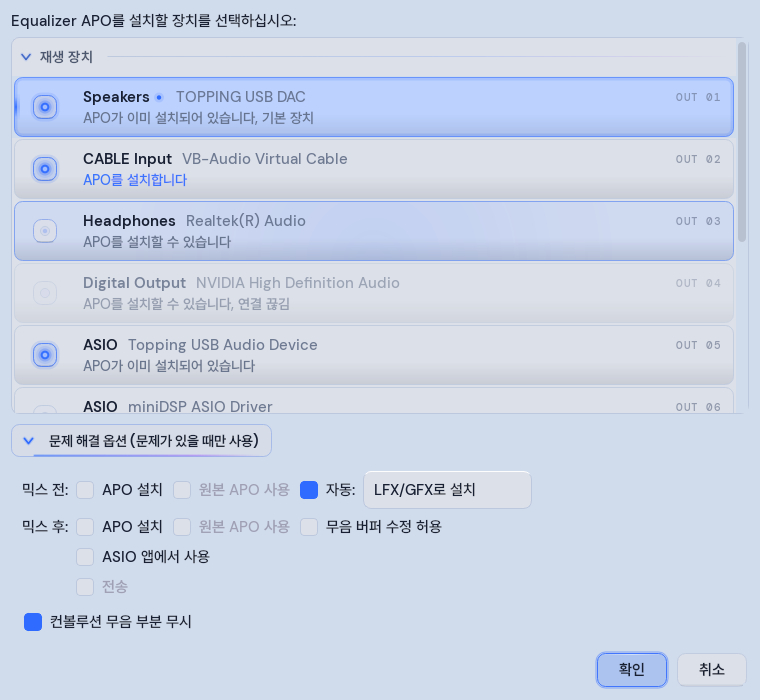 Equalizer APO를 설치할 장치를 선택하십시오:
재생 장치
Speakers TOPPING USB DAC OUT 01
APO가 이미 설치되어 있습니다, 기본 장치
CABLE Input VB-Audio Virtual Cable OUT 02
APO를 설치합니다
Headphones Realtek(R) Audio OUT 03
APO를 설치할 수 있습니다
Digital Output NVIDIA High Definition Audio OUT 04
APO를 설치할 수 있습니다, 연결 끊김
ASIO Topping USB Audio Device OUT 05
APO가 이미 설치되어 있습니다
ASIO miniDSP ASIO Driver OUT 06
문제 해결 옵션 (문제가 있을 때만 사용)
믹스 전: APO 설치 원본 APO 사용 자동: LFX/GFX로 설치
믹스 후: APO 설치 원본 APO 사용 무음 버퍼 수정 허용
ASIO 앱에서 사용
전송
컨볼루션 무음 부분 무시
확인 취소